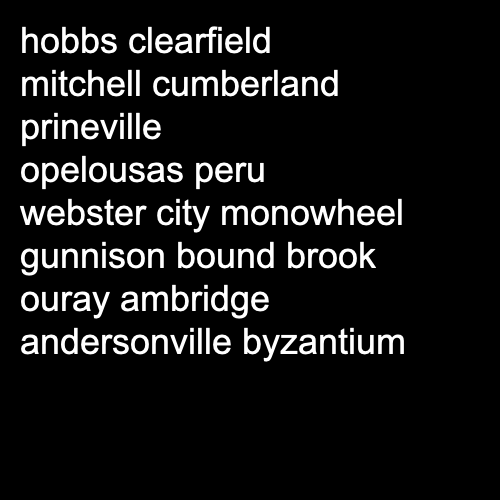 hobbs clearfield
mitchell cumberland
prineville
opelousas peru
webster city monowheel
gunnison bound brook
ouray ambridge
andersonville byzantium